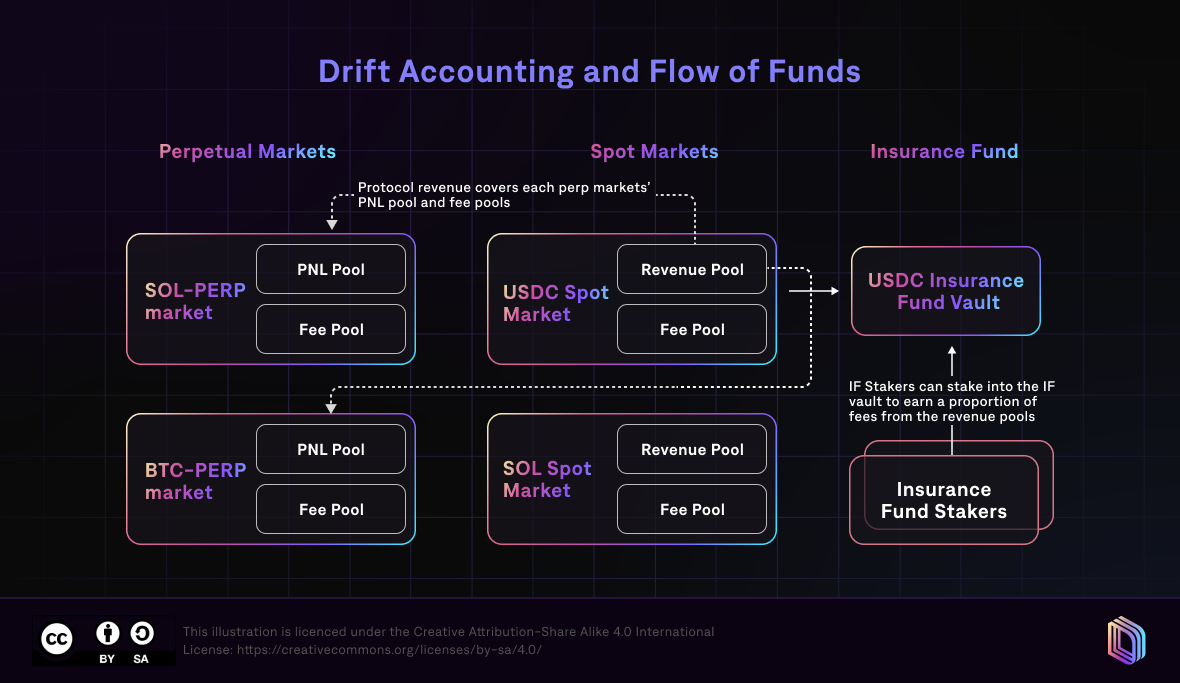 Drift Accounting and Flow of Funds
Perpetual Markets
Spot Markets
Insurance Fund
Protocol revenue covers each perp markets’
PNL pool and fee pools
SOL-PERP
market
PNL Pool
Fee Pool
USDC Spot
Market
Revenue Pool
Fee Pool
USDC Insurance
Fund Vault
IF Stakers can stake into the IF
vault to earn a proportion of
fees from the revenue pools
BTC-PERP
market
PNL Pool
Fee Pool
SOL Spot
Market
Revenue Pool
Fee Pool
Insurance
Fund Stakers
cc
BY SA
This illustration is licenced under the Creative Attribution-Share Alike 4.0 International
License: https://creativecommons.org/licenses/by-sa/4.0/